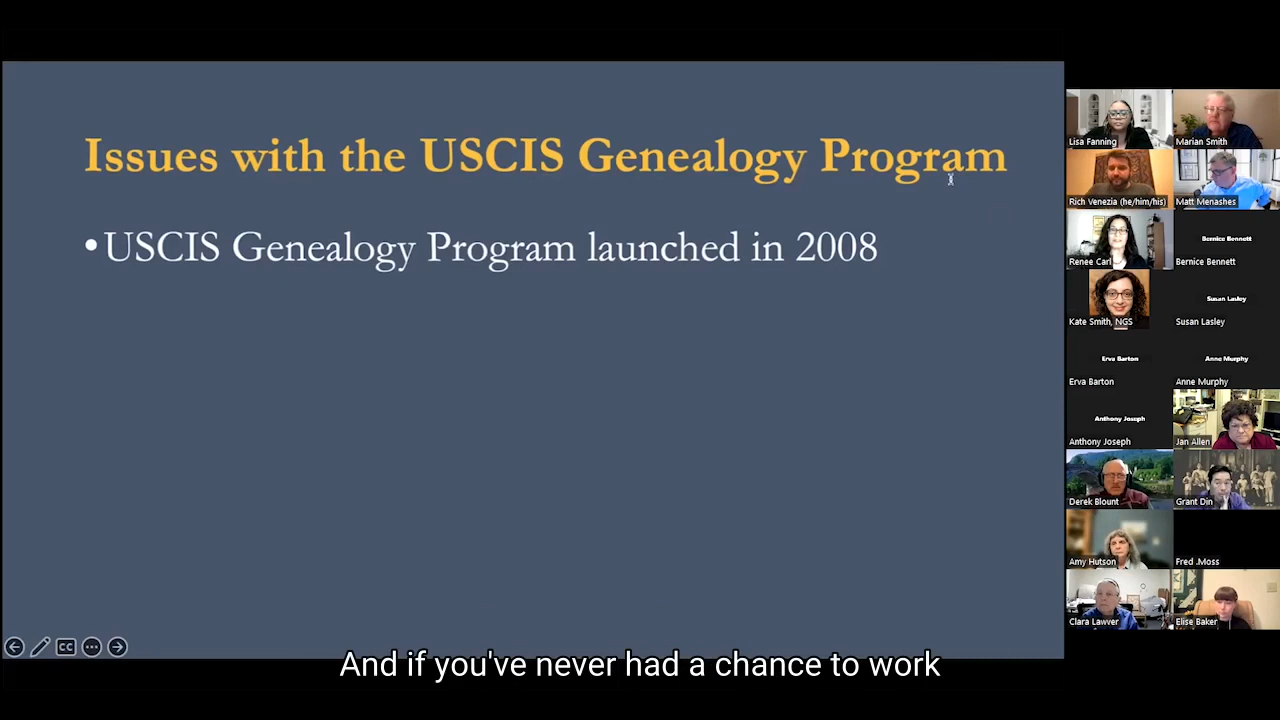 Issues with the USCIS Genealogy Program
•USCIS Genealogy Program launched in 2008
Lisa Fanning
Marian Smith
Rich Venezia (he/him/his)
Matt Menashes
Renee Carl
Bernice Bennett
Bernice Bennett
Kate Smith, NGS
Susan Lasley
Susan Lasley
Erva Barton
Erva Barton
Anne Murphy
Anne Murphy
Anthony Joseph
Anthony Joseph
Jan Allen
Derek Blount
Grant Din
Amy Hutson
Fred .Moss
Clara Lawver
Elise Baker
CC
And if you've never had a chance to work